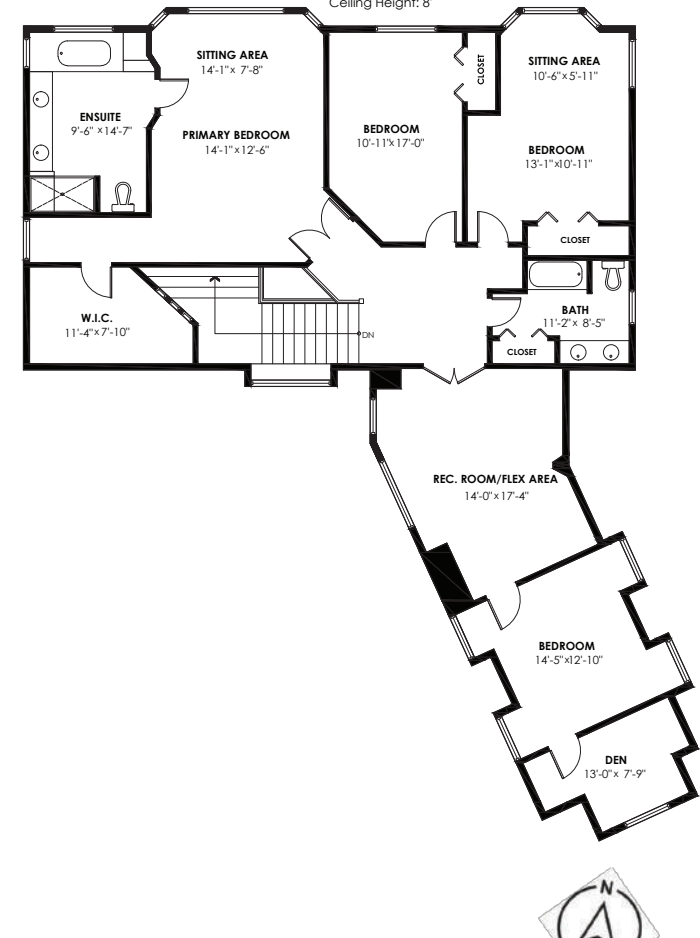 Ceiling Height: 8'
SITTING AREA
14'-1" x 7'-8"
CLOSET
SITTING AREA
10'-6" x 5'-11"
ENSUITE
9'-6" x 14'-7"
PRIMARY BEDROOM
14'-1" x 12'-6"
BEDROOM
10'-11" x 17'-0"
BEDROOM
13'-1" x 10'-11"
CLOSET
W.I.C.
11'-4" x 7'-10"
DN
BATH
11'-2" x 8'-5"
CLOSET
REC. ROOM/FLEX AREA
14'-0" x 17'-4"
BEDROOM
14'-5" x 12'-10"
DEN
13'-0" x 7'-9"
N